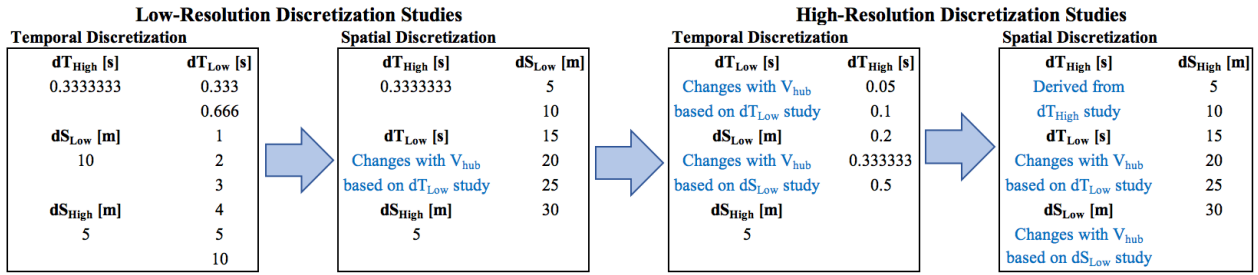 Low-Resolution Discretization Studies
High-Resolution Discretization Studies
Temporal Discretization
dT_High [s] dT_Low [s]
0.3333333 0.333
0.666
dS_Low [m] 1
10 2
3
dS_High [m] 4
5 5
10
Spatial Discretization
dT_High [s] dS_Low [m]
0.3333333 5
10
dT_Low [s] 15
Changes with V_hub 20
based on dT_Low study 25
dS_High [m] 30
5
Temporal Discretization
dT_Low [s] dT_High [s]
Changes with V_hub 0.05
based on dT_Low study 0.1
dS_Low [m] 0.2
Changes with V_hub 0.333333
based on dS_Low study 0.5
dS_High [m]
5
Spatial Discretization
dT_High [s] dS_High [m]
Derived from 5
dT_High study 10
dT_Low [s] 15
Changes with V_hub 20
based on dT_Low study 25
dS_Low [m] 30
Changes with V_hub
based on dS_Low study